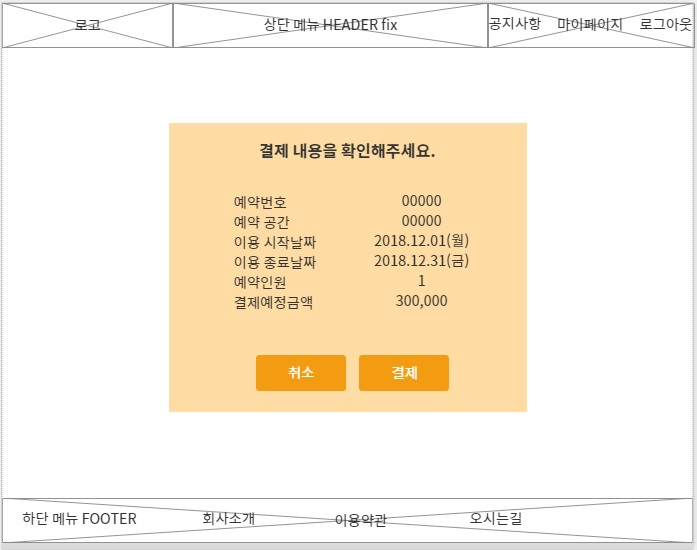 로고 상단 메뉴 HEADER fix 공지사항 마이페이지 로그아웃
결제 내용을 확인해주세요.
예약번호 00000
예약 공간 00000
이용 시작날짜 2018.12.01(월)
이용 종료날짜 2018.12.31(금)
예약인원 1
결제예정금액 300,000
취소 결제
하단 메뉴 FOOTER 회사소개 이용약관 오시는길